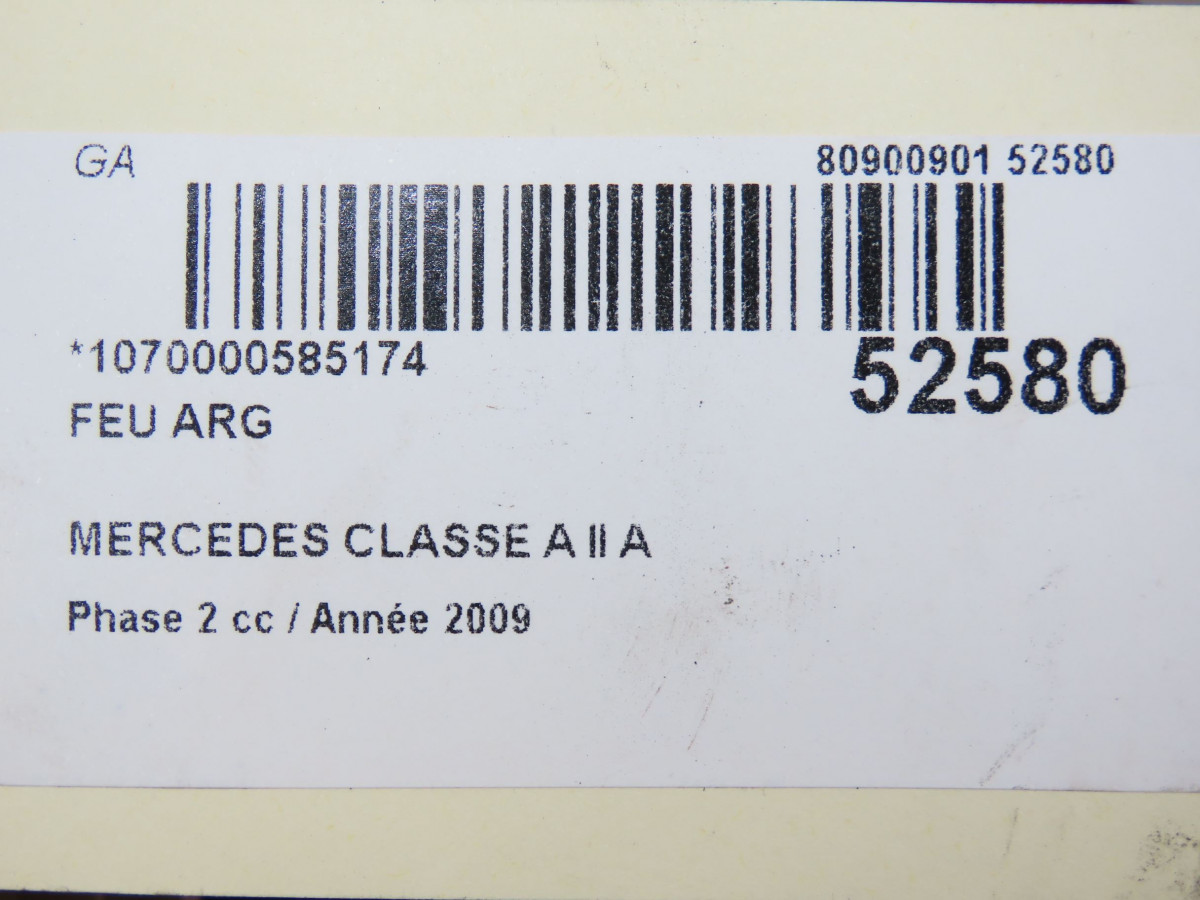 GA
80900901 52580
*1070000585174
52580
FEU ARG
MERCEDES CLASSE A II A
Phase 2 cc / Année 2009